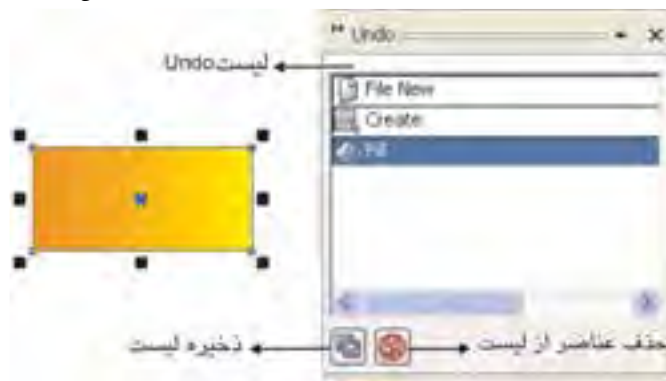 Undo
لیست Undo
File New
Create
Fill
ذخیره لیست
حذف عناصر از لیست